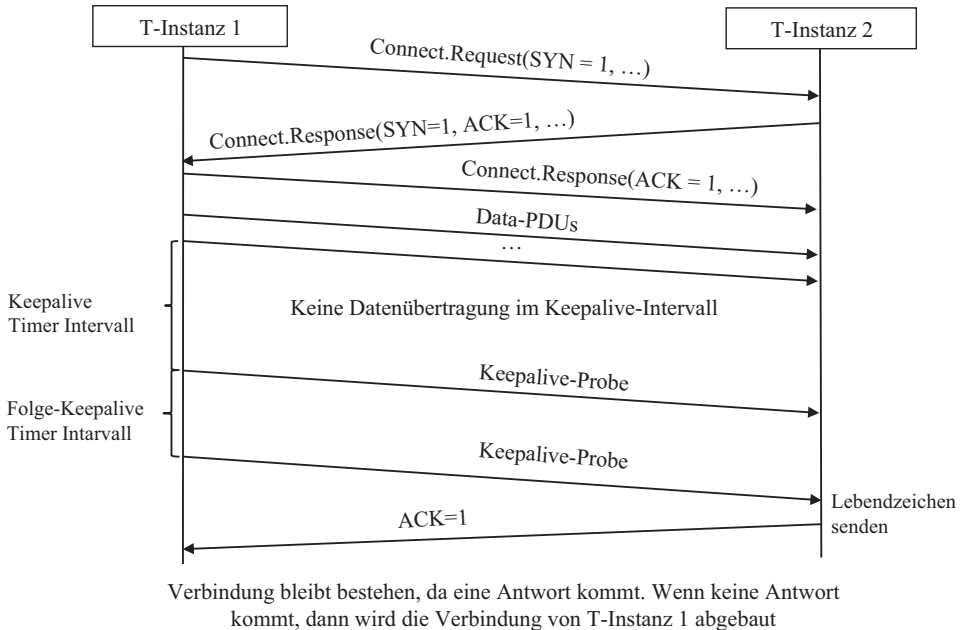 T-Instanz 1
T-Instanz 2
Connect.Request(SYN = 1, …)
Connect.Response(SYN=1, ACK=1, …)
Connect.Response(ACK = 1, …)
Data-PDUs
…
Keepalive
Timer Intervall
Keine Datenübertragung im Keepalive-Intervall
Keepalive-Probe
Folge-Keepalive
Timer Intarvall
Keepalive-Probe
Lebendzeichen
senden
ACK=1
Verbindung bleibt bestehen, da eine Antwort kommt. Wenn keine Antwort
kommt, dann wird die Verbindung von T-Instanz 1 abgebaut